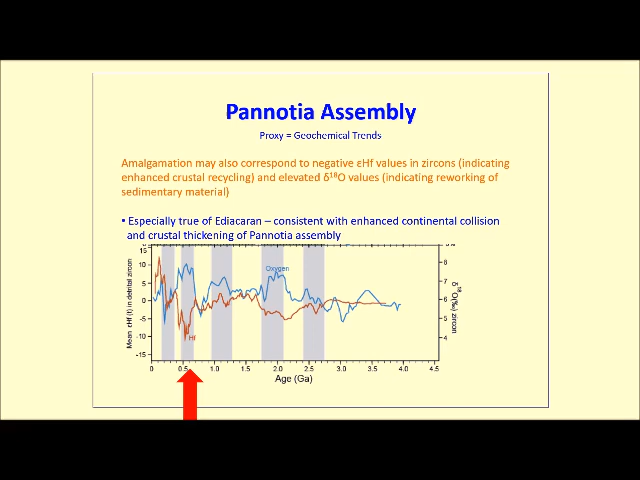 Pannotia Assembly
Proxy = Geochemical Trends
Amalgamation may also correspond to negative εHf values in zircons (indicating
enhanced crustal recycling) and elevated δ¹⁸O values (indicating reworking of
sedimentary material)
• Especially true of Ediacaran – consistent with enhanced continental collision
and crustal thickening of Pannotia assembly
Mean εHf (t) in detrital zircon
15
10
5
0
-5
-10
-15
Oxygen
Hf
8
7
6
5
4
δ¹⁸O(‰) zircon
0 0.5 1.0 1.5 2.0 2.5 3.0 3.5 4.0 4.5
Age (Ga)